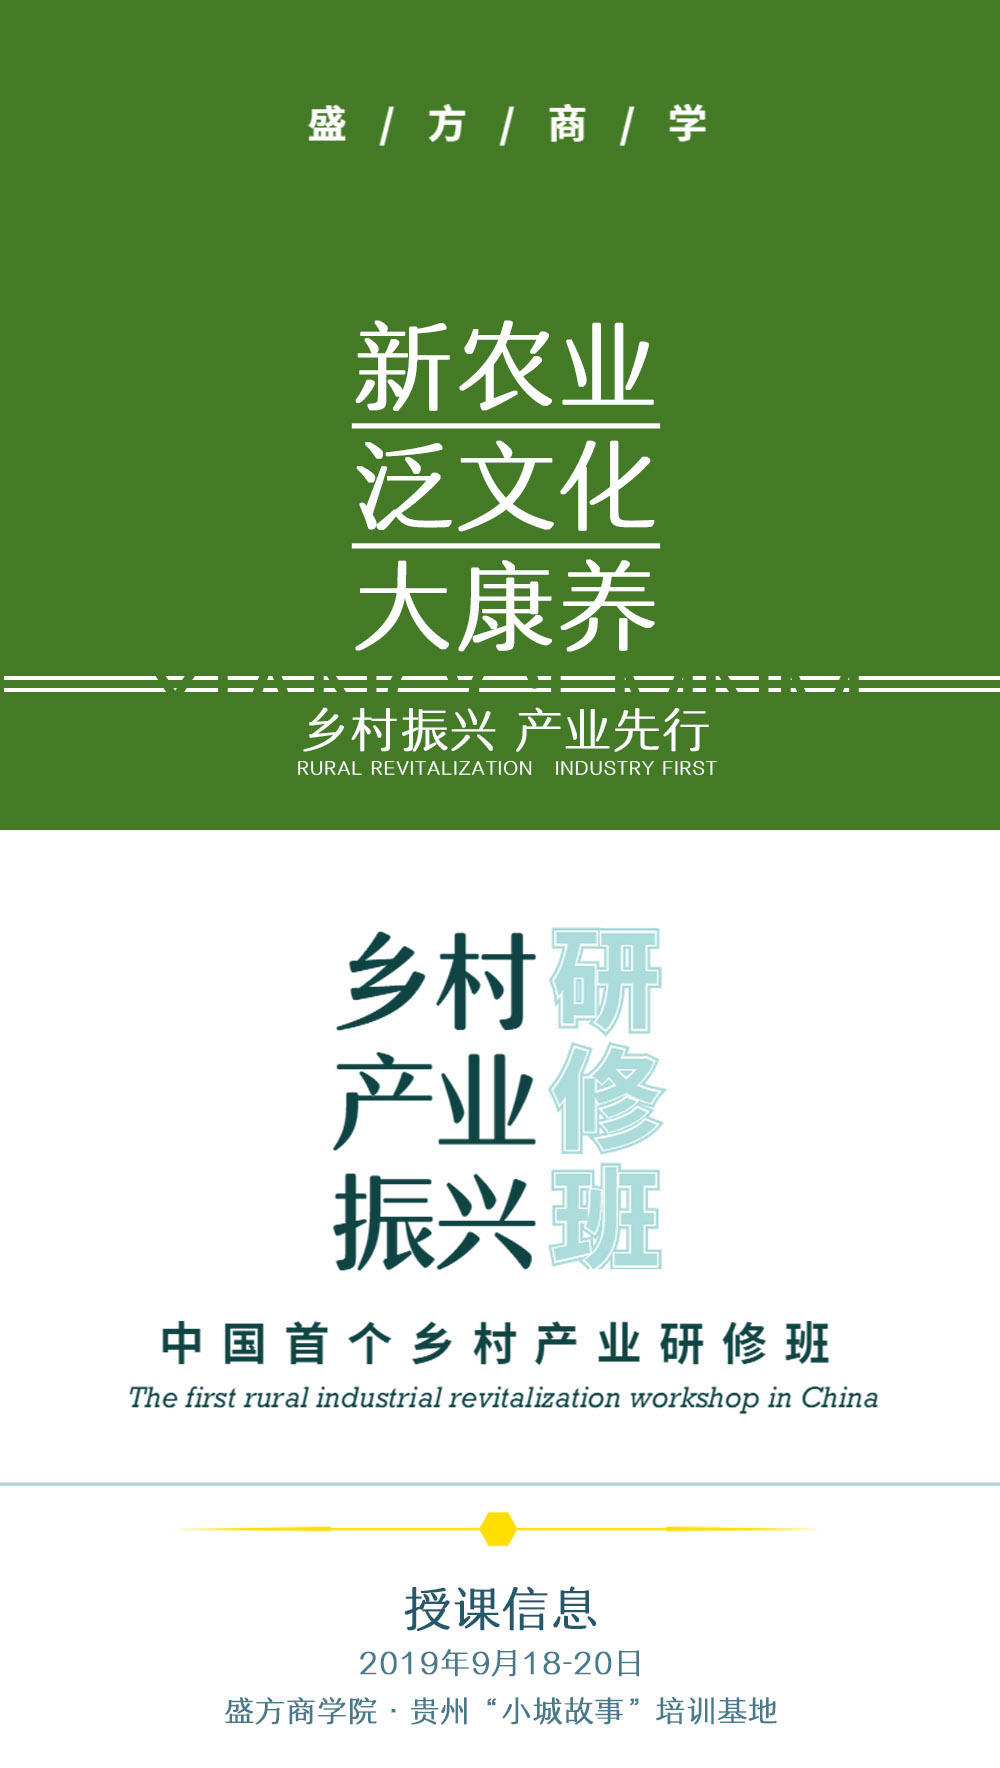 盛/方/商/学
新农业
泛文化
大康养
乡村振兴 产业先行
RURAL REVITALIZATION INDUSTRY FIRST
乡村
产业
振兴
研
修
班
中国首个乡村产业研修班
The first rural industrial revitalization workshop in China
授课信息
2019年9月18-20日
盛方商学院·贵州“小城故事”培训基地